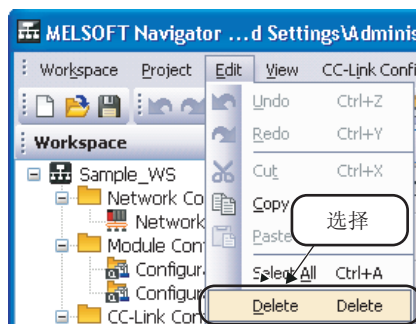 MELSOFT Navigator ...d Settings\Adminis
Workspace Project Edit View CC-Link Confi
Undo Ctrl+Z
Redo Ctrl+Y
Workspace
Cut Ctrl+X
Sample_WS
Network Co
Copy
选择
Network
Paste
Module Con
Configur
Select All Ctrl+A
Configur
Delete Delete
CC-Link Con